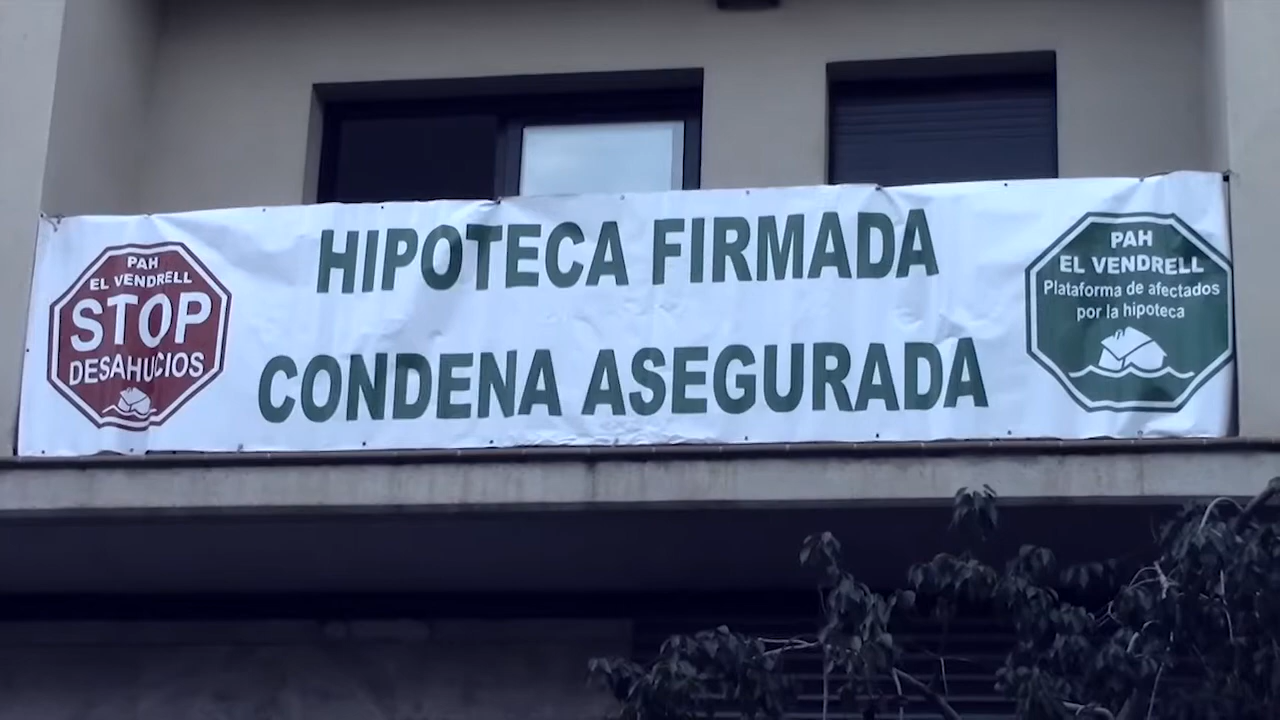 PAH
EL VENDRELL
STOP
DESAHUCIOS
HIPOTECA FIRMADA
CONDENA ASEGURADA
PAH
EL VENDRELL
Plataforma de afectados
por la hipoteca